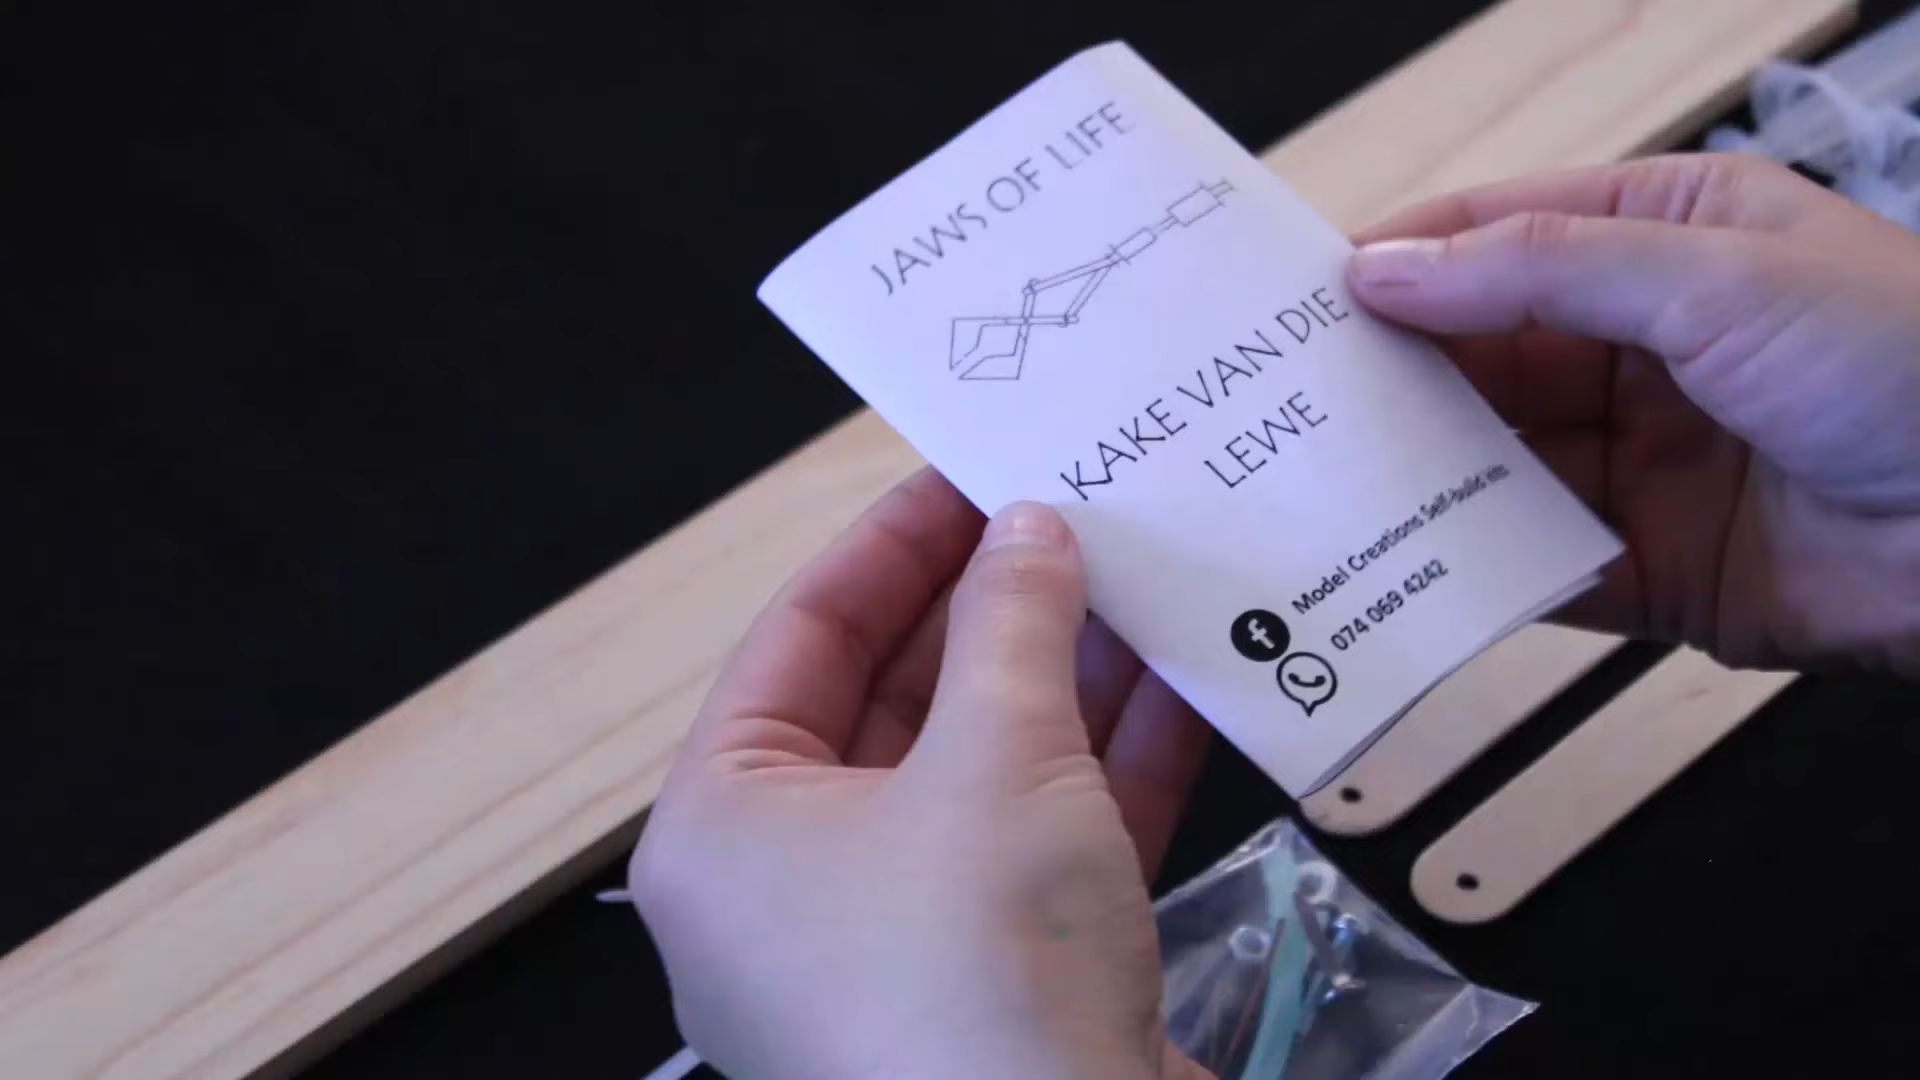 JAWS OF LIFE
KAKE VAN DIE
LEWE
Model Creations Self-build kits
074 069 4242